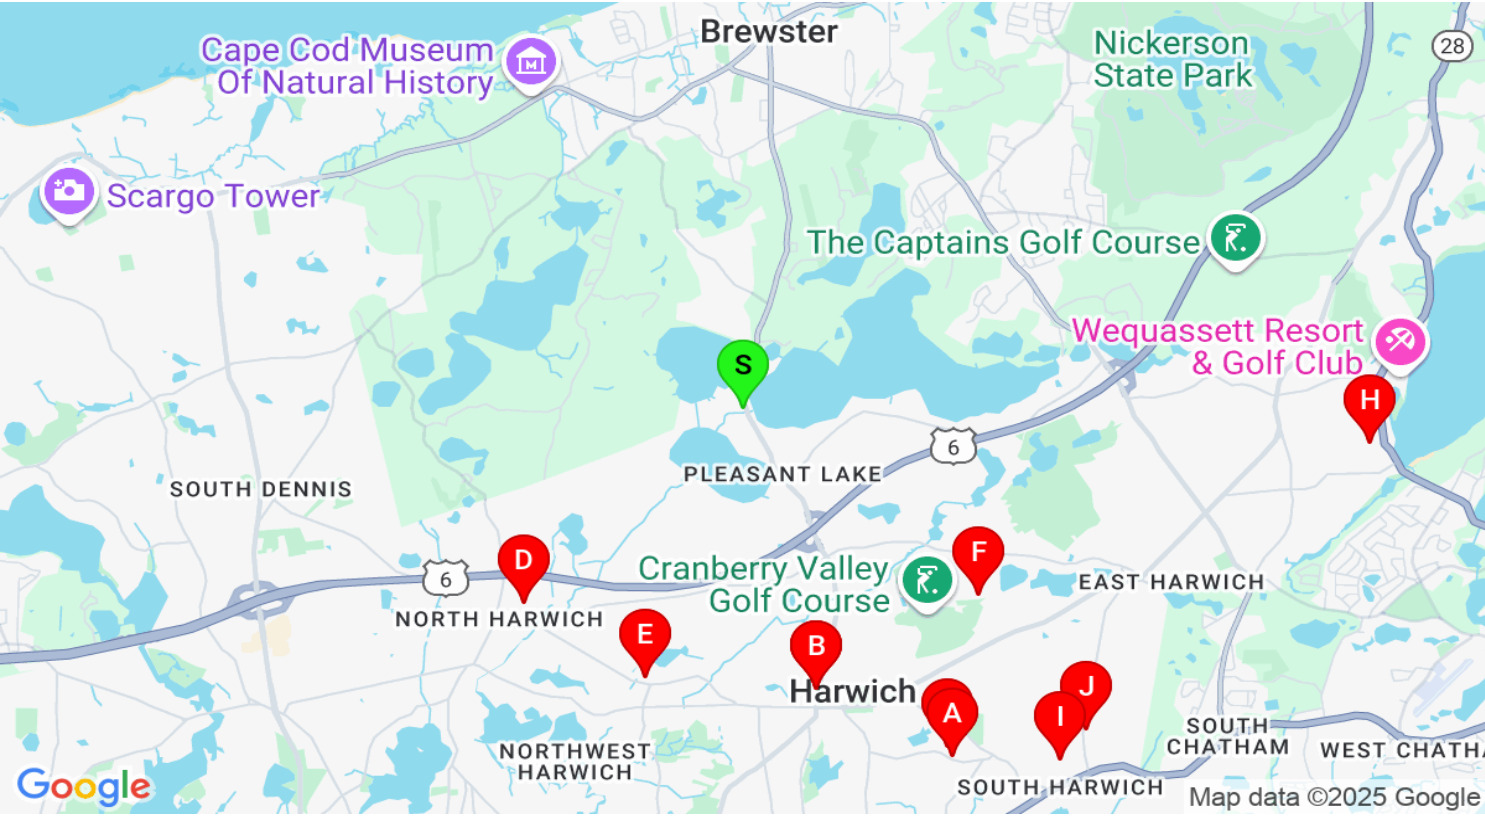 Brewster
Cape Cod Museum
Of Natural History
Nickerson
State Park
28
Scargo Tower
The Captains Golf Course
Wequassett Resort
& Golf Club
S
H
6
PLEASANT LAKE
SOUTH DENNIS
D
F
6
Cranberry Valley
Golf Course
EAST HARWICH
NORTH HARWICH
E
B
Harwich
A
J
I
SOUTH
CHATHAM
WEST CHATHA
NORTHWEST
HARWICH
SOUTH HARWICH
Google
Map data ©2025 Google